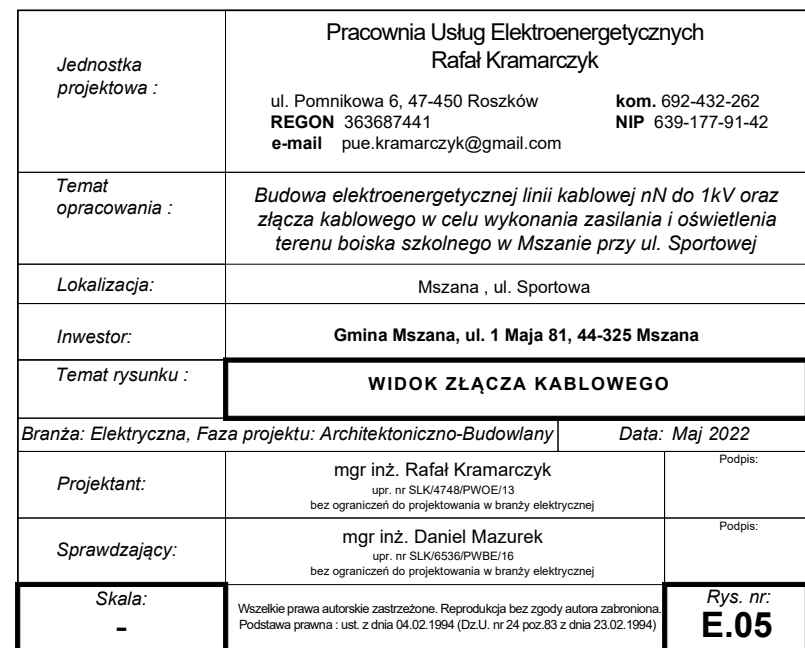 Jednostka
projektowa :
Pracownia Usług Elektroenergetycznych
Rafał Kramarczyk
ul. Pomnikowa 6, 47-450 Roszków kom. 692-432-262
REGON 363687441 NIP 639-177-91-42
e-mail pue.kramarczyk@gmail.com
Temat
opracowania :
Budowa elektroenergetycznej linii kablowej nN do 1kV oraz
złącza kablowego w celu wykonania zasilania i oświetlenia
terenu boiska szkolnego w Mszanie przy ul. Sportowej
Lokalizacja:
Mszana , ul. Sportowa
Inwestor:
Gmina Mszana, ul. 1 Maja 81, 44-325 Mszana
Temat rysunku :
WIDOK ZŁĄCZA KABLOWEGO
Branża: Elektryczna, Faza projektu: Architektoniczno-Budowlany
Data: Maj 2022
Projektant:
mgr inż. Rafał Kramarczyk
upr. nr SLK/4748/PWOE/13
bez ograniczeń do projektowania w branży elektrycznej
Podpis:
Sprawdzający:
mgr inż. Daniel Mazurek
upr. nr SLK/6536/PWBE/16
bez ograniczeń do projektowania w branży elektrycznej
Podpis:
Skala:
-
Wszelkie prawa autorskie zastrzeżone. Reprodukcja bez zgody autora zabroniona.
Podstawa prawna : ust. z dnia 04.02.1994 (Dz.U. nr 24 poz.83 z dnia 23.02.1994)
Rys. nr:
E.05